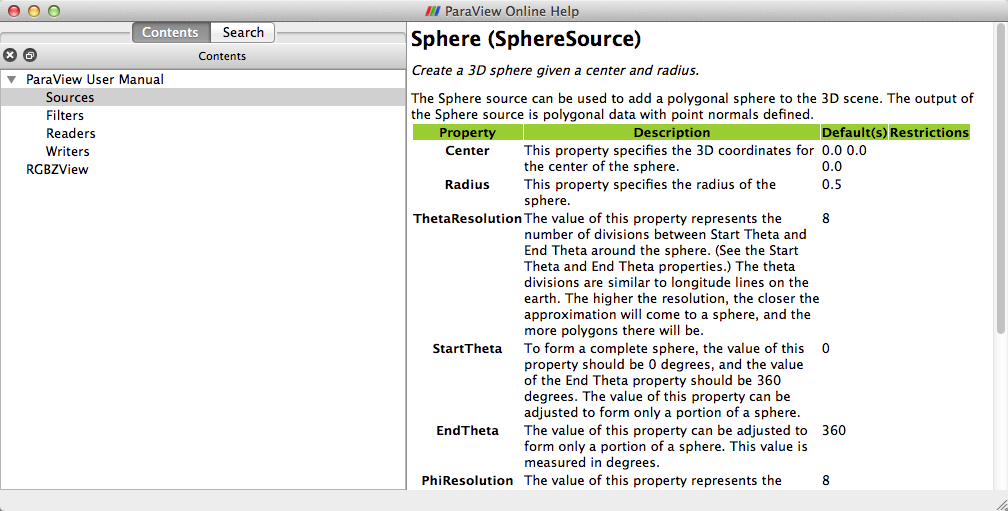 ParaView Online Help
Contents Search
Contents
ParaView User Manual
Sources
Filters
Readers
Writers
RGBZView
Sphere (SphereSource)
Create a 3D sphere given a center and radius.
The Sphere source can be used to add a polygonal sphere to the 3D scene. The output of
the Sphere source is polygonal data with point normals defined.
Property Description Default(s) Restrictions
Center This property specifies the 3D coordinates for 0.0 0.0
the center of the sphere. 0.0
Radius This property specifies the radius of the 0.5
sphere.
ThetaResolution The value of this property represents the 8
number of divisions between Start Theta and
End Theta around the sphere. (See the Start
Theta and End Theta properties.) The theta
divisions are similar to longitude lines on the
earth. The higher the resolution, the closer the
approximation will come to a sphere, and the
more polygons there will be.
StartTheta To form a complete sphere, the value of this 0
property should be 0 degrees, and the value
of the End Theta property should be 360
degrees. The value of this property can be
adjusted to form only a portion of a sphere.
EndTheta The value of this property can be adjusted to 360
form only a portion of a sphere. This value is
measured in degrees.
PhiResolution The value of this property represents the 8